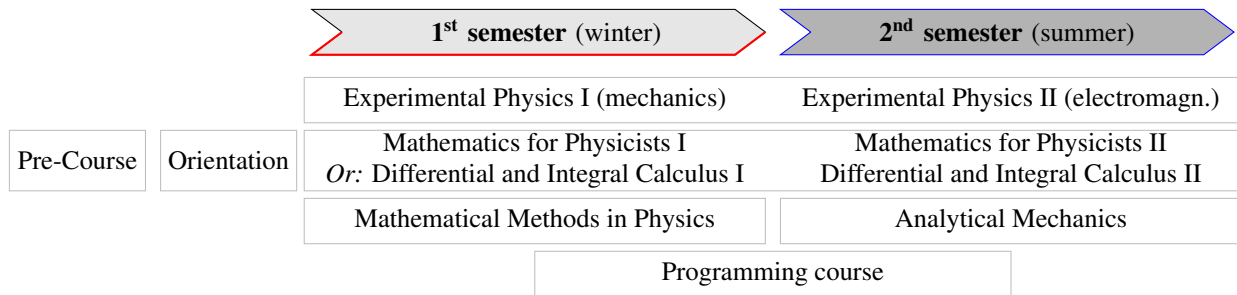 1st semester (winter)
2nd semester (summer)
Experimental Physics I (mechanics)
Experimental Physics II (electromagn.)
Pre-Course
Orientation
Mathematics for Physicists I
Or: Differential and Integral Calculus I
Mathematics for Physicists II
Differential and Integral Calculus II
Mathematical Methods in Physics
Analytical Mechanics
Programming course